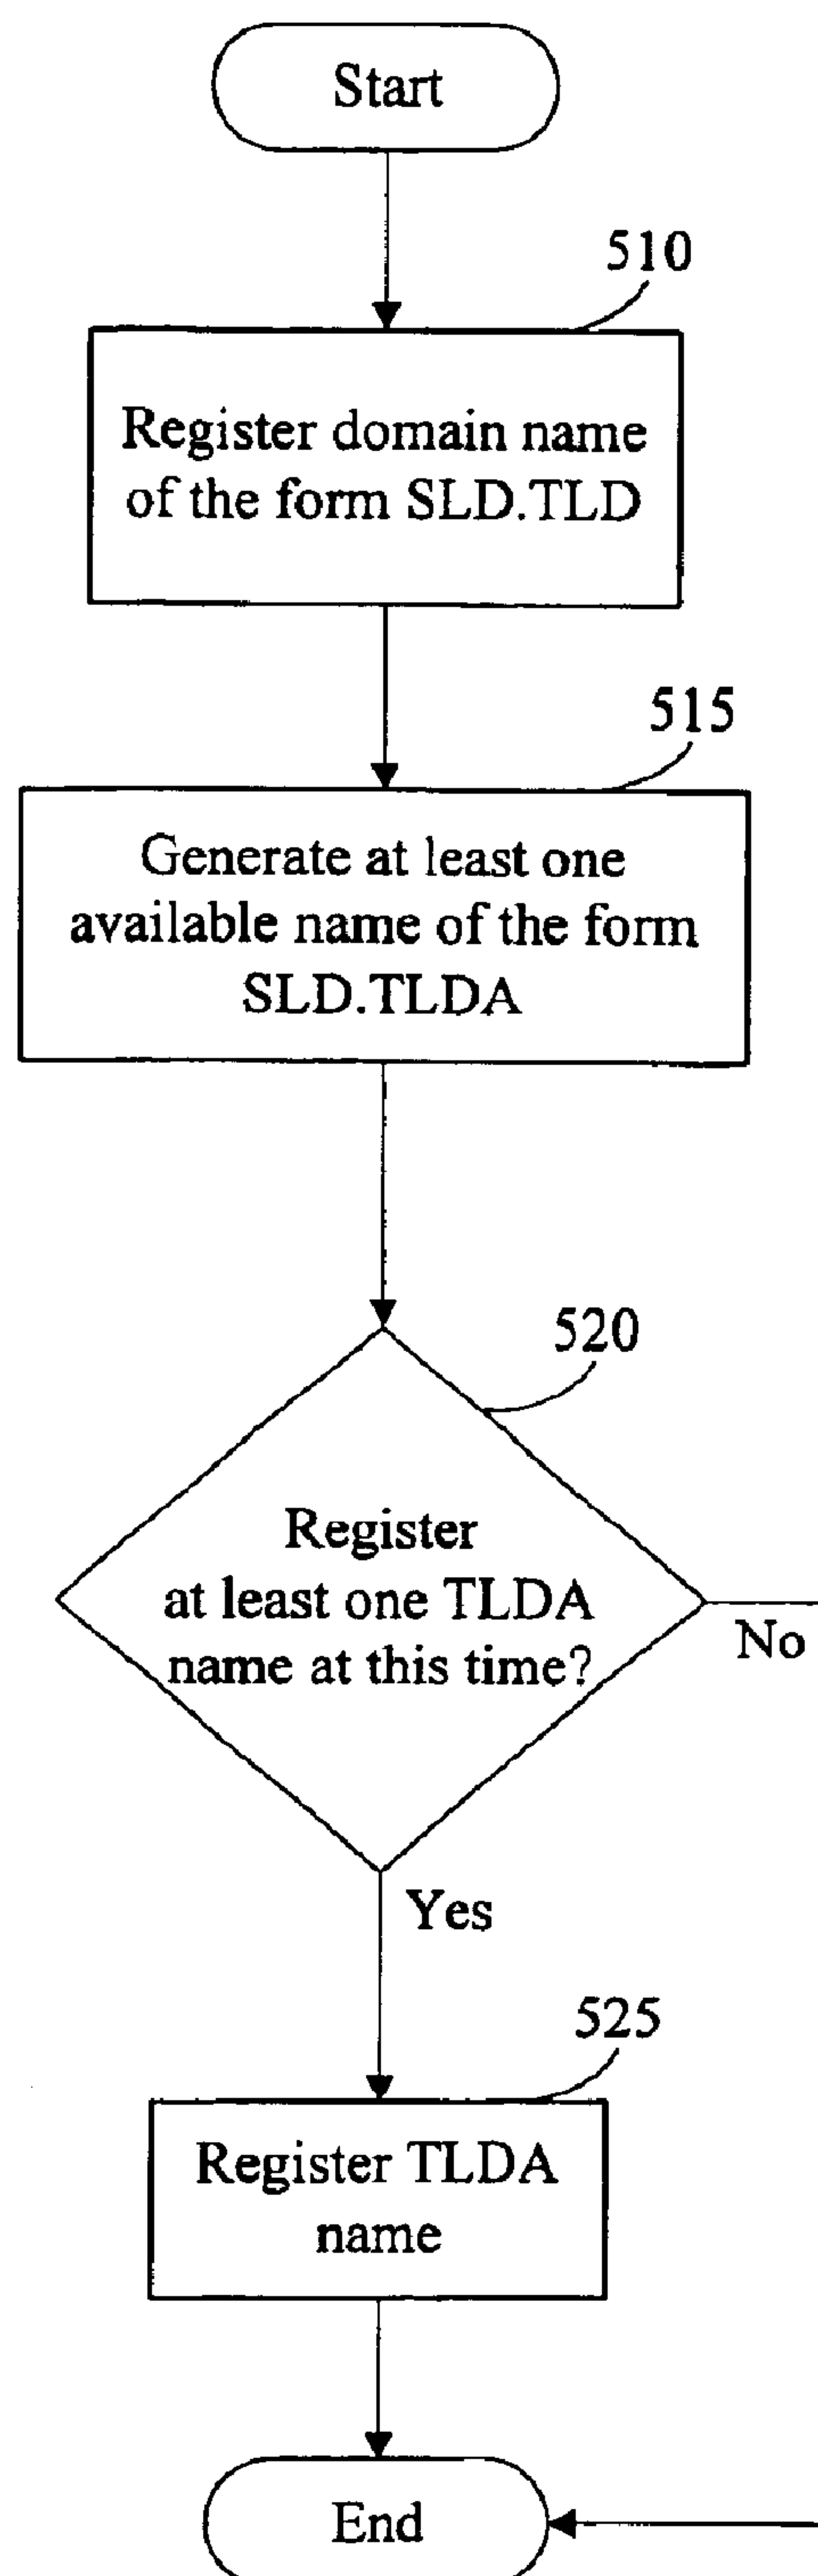 Start
510
Register domain name
of the form SLD.TLD
515
Generate at least one
available name of the form
SLD.TLDA
520
Register
at least one TLDA
name at this time?
No
Yes
525
Register TLDA
name
End